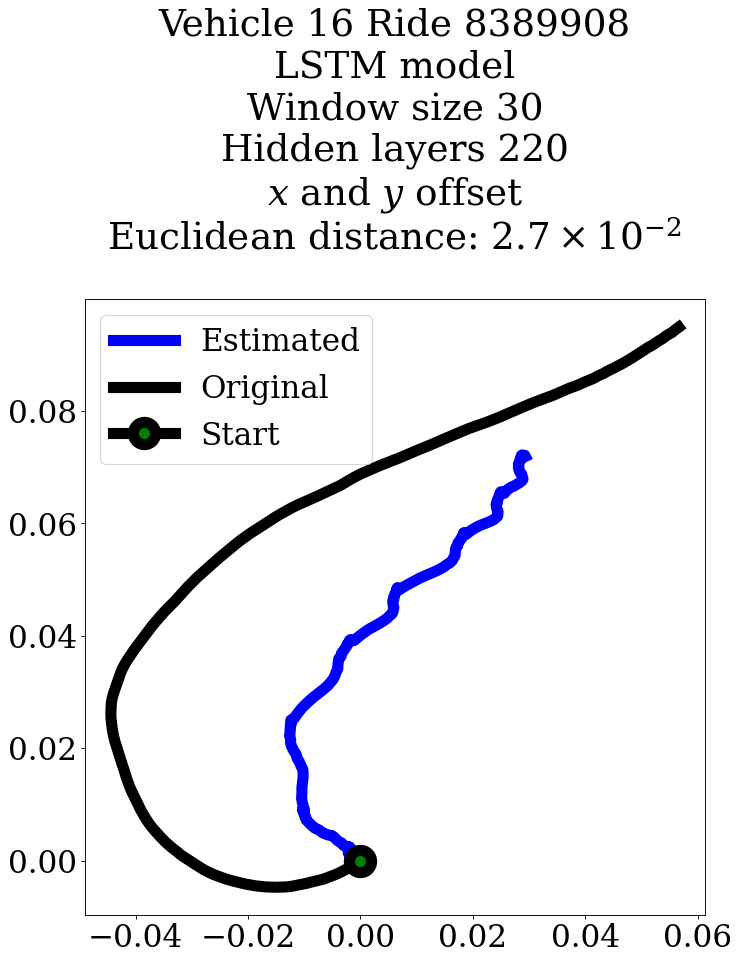 Vehicle 16 Ride 8389908
LSTM model
Window size 30
Hidden layers 220
x and y offset
Euclidean distance: 2.7 × 10⁻²
Estimated
Original
Start
0.08
0.06
0.04
0.02
0.00
−0.04 −0.02 0.00 0.02 0.04 0.06